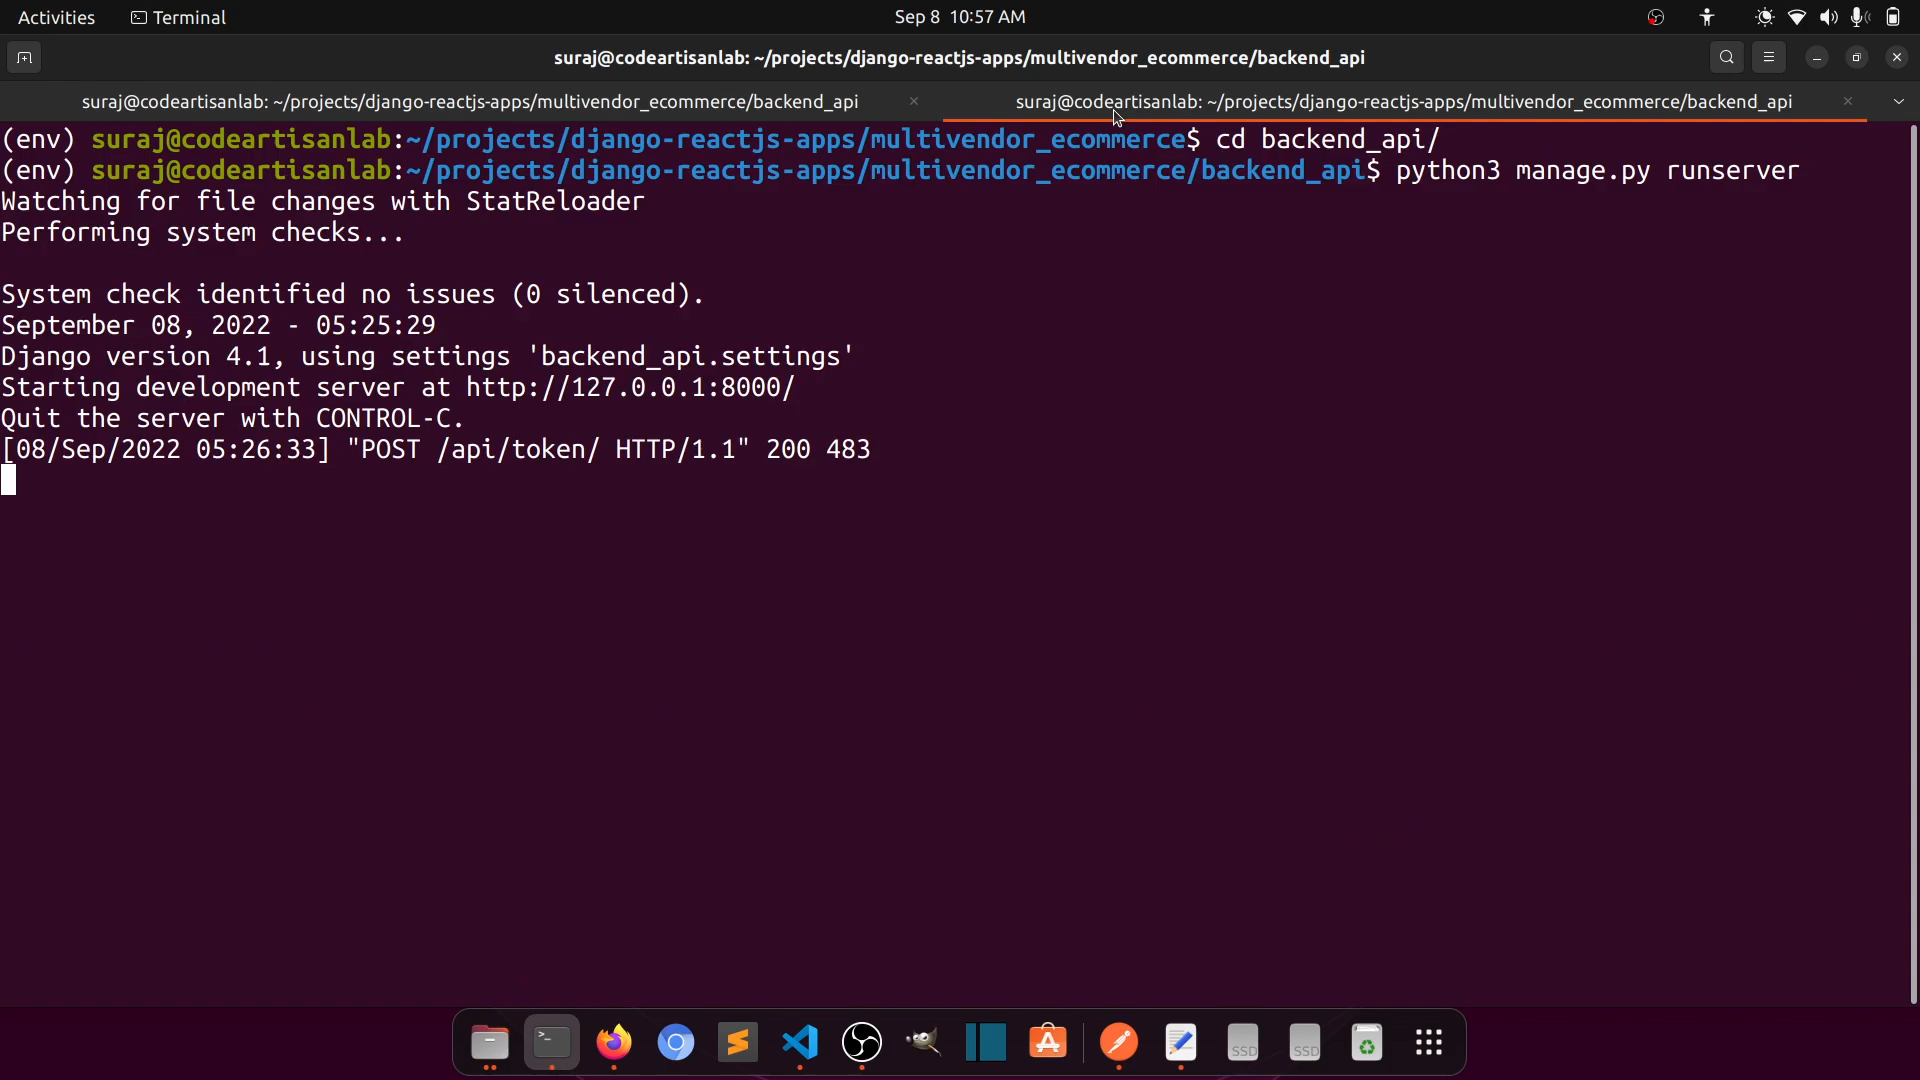 Activities Terminal Sep 8 10:57 AM
suraj@codeartisanlab: ~/projects/django-reactjs-apps/multivendor_ecommerce/backend_api
suraj@codeartisanlab: ~/projects/django-reactjs-apps/multivendor_ecommerce/backend_api suraj@codeartisanlab: ~/projects/django-reactjs-apps/multivendor_ecommerce/backend_api
(env) suraj@codeartisanlab:~/projects/django-reactjs-apps/multivendor_ecommerce$ cd backend_api/
(env) suraj@codeartisanlab:~/projects/django-reactjs-apps/multivendor_ecommerce/backend_api$ python3 manage.py runserver
Watching for file changes with StatReloader
Performing system checks...
System check identified no issues (0 silenced).
September 08, 2022 - 05:25:29
Django version 4.1, using settings 'backend_api.settings'
Starting development server at http://127.0.0.1:8000/
Quit the server with CONTROL-C.
[08/Sep/2022 05:26:33] "POST /api/token/ HTTP/1.1" 200 483
SSD SSD